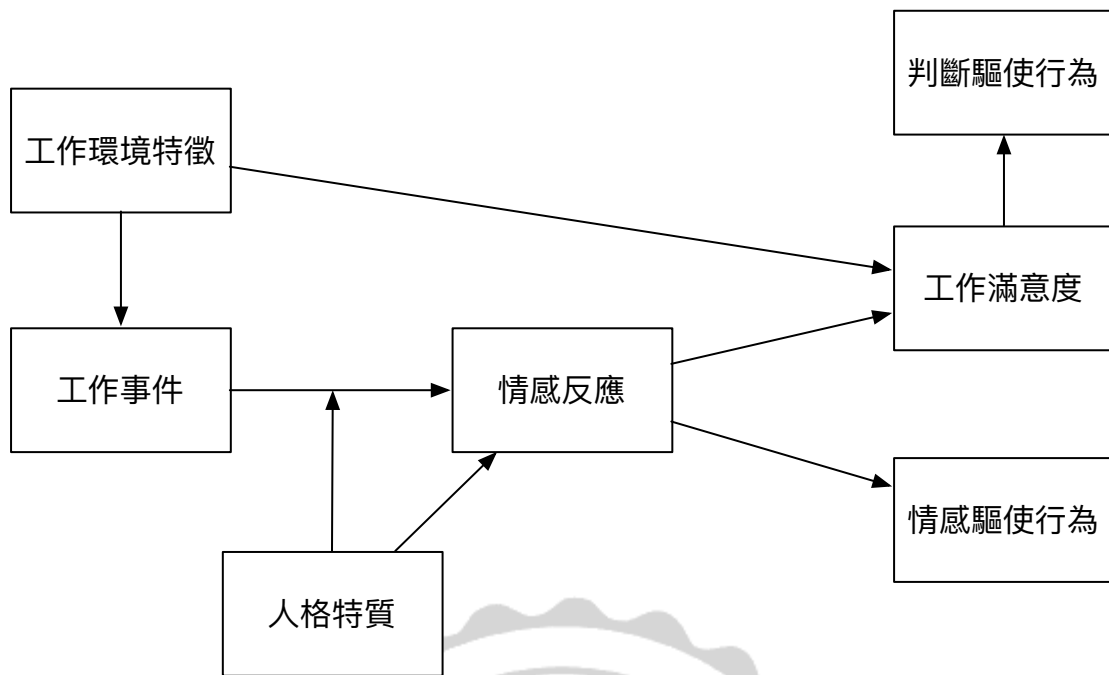 判斷驅使行為
工作環境特徵
工作滿意度
工作事件
情感反應
情感驅使行為
人格特質